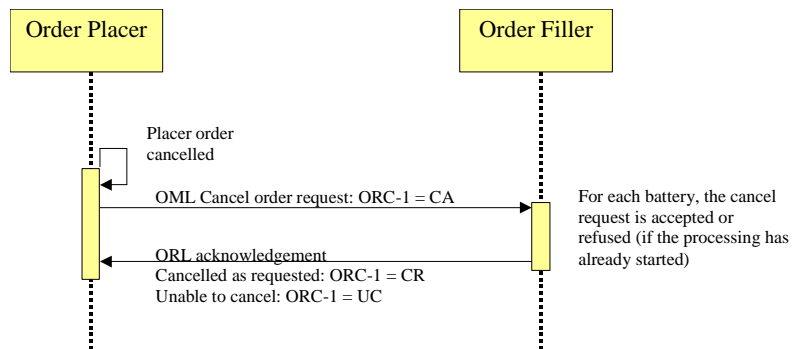 Order Placer
Order Filler
Placer order
cancelled
OML Cancel order request: ORC-1 = CA
For each battery, the cancel
request is accepted or
refused (if the processing has
already started)
ORL acknowledgement
Cancelled as requested: ORC-1 = CR
Unable to cancel: ORC-1 = UC